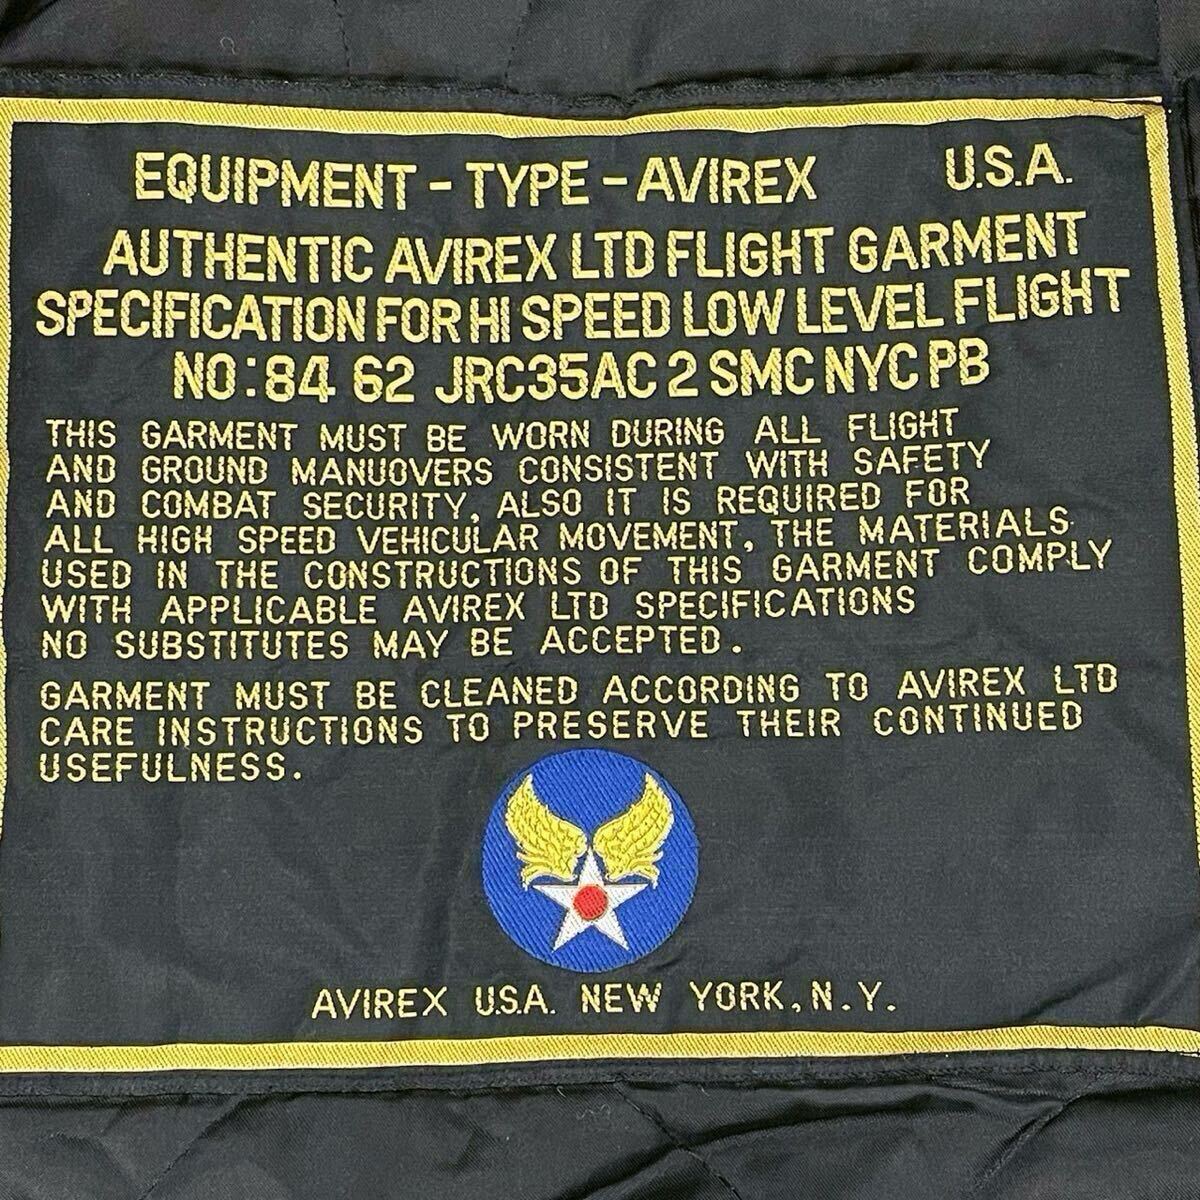 EQUIPMENT - TYPE - AVIREX U.S.A.
AUTHENTIC AVIREX LTD FLIGHT GARMENT
SPECIFICATION FOR HI SPEED LOW LEVEL FLIGHT
NO:84 62 JRC35AC 2 SMC NYC PB
THIS GARMENT MUST BE WORN DURING ALL FLIGHT
AND GROUND MANUOVERS CONSISTENT WITH SAFETY
AND COMBAT SECURITY, ALSO IT IS REQUIRED FOR
ALL HIGH SPEED VEHICULAR MOVEMENT, THE MATERIALS
USED IN THE CONSTRUCTIONS OF THIS GARMENT COMPLY
WITH APPLICABLE AVIREX LTD SPECIFICATIONS
NO SUBSTITUTES MAY BE ACCEPTED.
GARMENT MUST BE CLEANED ACCORDING TO AVIREX LTD
CARE INSTRUCTIONS TO PRESERVE THEIR CONTINUED
USEFULNESS.
AVIREX U.S.A. NEW YORK, N.Y.